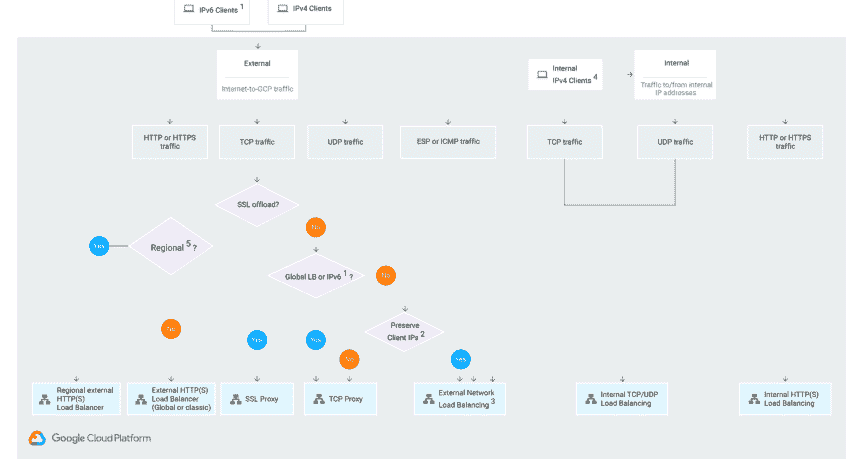 IPv6 Clients 1
IPv4 Clients
External
Internet-to-GCP traffic
Internal
IPv4 Clients 4
Internal
Traffic to/from internal
IP addresses
HTTP or HTTPS
traffic
TCP traffic
UDP traffic
ESP or ICMP traffic
TCP traffic
UDP traffic
HTTP or HTTPS
traffic
SSL offload?
No
Yes
Regional 5 ?
Global LB or IPv6 1 ?
No
No
Yes
Yes
Preserve
Client IPs 2
No
Yes
Regional external
HTTP(S)
Load Balancer
External HTTP(S)
Load Balancer
(Global or classic)
SSL Proxy
TCP Proxy
External Network
Load Balancing 3
Internal TCP/UDP
Load Balancing
Internal HTTP(S)
Load Balancing
Google Cloud Platform